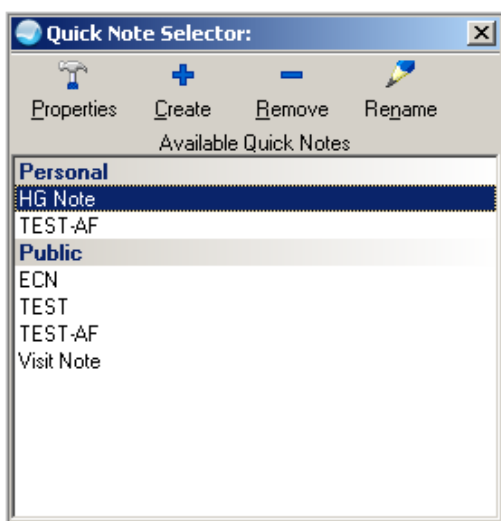 Quick Note Selector:
Properties Create Remove Rename
Available Quick Notes
Personal
HG Note
TEST-AF
Public
ECN
TEST
TEST-AF
Visit Note